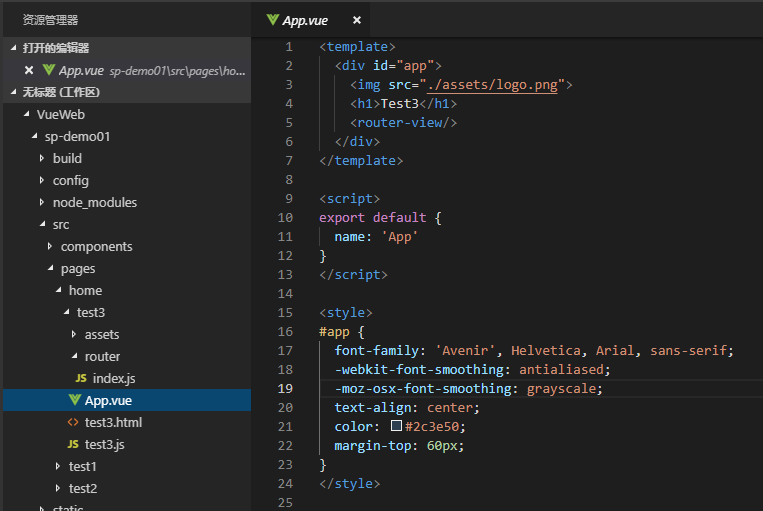 资源管理器
打开的编辑器
App.vue sp-demo01\src\pages\ho...
无标题 (工作区)
VueWeb
sp-demo01
build
config
node_modules
src
components
pages
home
test3
assets
router
JS index.js
App.vue
<> test3.html
JS test3.js
test1
test2
static
App.vue ×
1 <template>
2 <div id="app">
3 <img src="./assets/logo.png">
4 <h1>Test3</h1>
5 <router-view/>
6 </div>
7 </template>
8
9 <script>
10 export default {
11 name: 'App'
12 }
13 </script>
14
15 <style>
16 #app {
17 font-family: 'Avenir', Helvetica, Arial, sans-serif;
18 -webkit-font-smoothing: antialiased;
19 -moz-osx-font-smoothing: grayscale;
20 text-align: center;
21 color: #2c3e50;
22 margin-top: 60px;
23 }
24 </style>
25